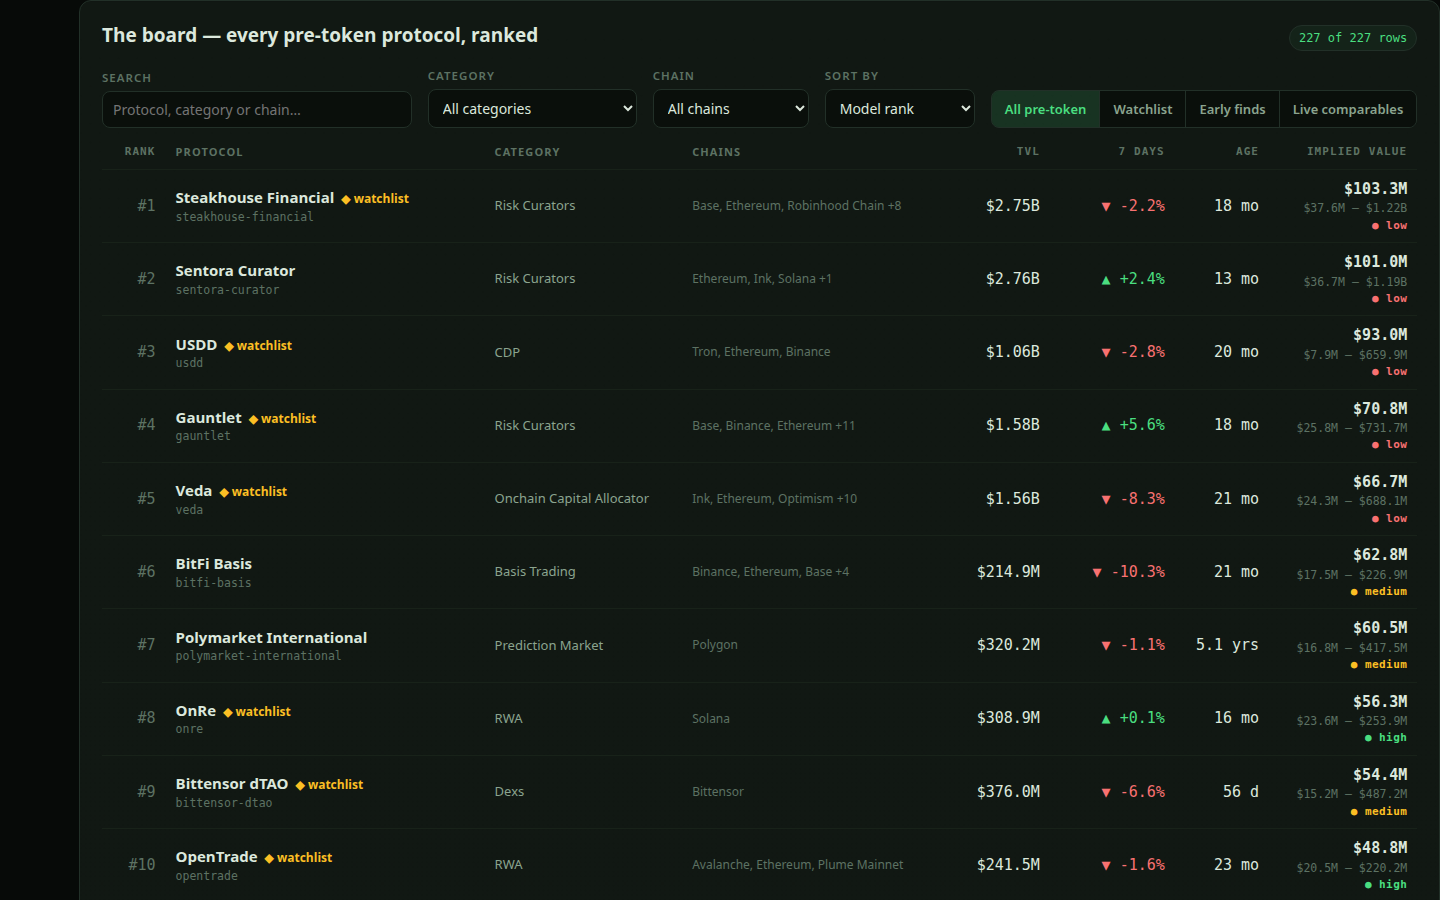 The board — every pre-token protocol, ranked
227 of 227 rows
SEARCH CATEGORY CHAIN SORT BY
Protocol, category or chain... All categories All chains Model rank All pre-token Watchlist Early finds Live comparables
RANK PROTOCOL CATEGORY CHAINS TVL 7 DAYS AGE IMPLIED VALUE
#1 Steakhouse Financial ◆ watchlist Risk Curators Base, Ethereum, Robinhood Chain +8 $2.75B ▼ -2.2% 18 mo $103.3M
steakhouse-financial $37.6M — $1.22B
● low
#2 Sentora Curator Risk Curators Ethereum, Ink, Solana +1 $2.76B ▲ +2.4% 13 mo $101.0M
sentora-curator $36.7M — $1.19B
● low
#3 USDD ◆ watchlist CDP Tron, Ethereum, Binance $1.06B ▼ -2.8% 20 mo $93.0M
usdd $7.9M — $659.9M
● low
#4 Gauntlet ◆ watchlist Risk Curators Base, Binance, Ethereum +11 $1.58B ▲ +5.6% 18 mo $70.8M
gauntlet $25.8M — $731.7M
● low
#5 Veda ◆ watchlist Onchain Capital Allocator Ink, Ethereum, Optimism +10 $1.56B ▼ -8.3% 21 mo $66.7M
veda $24.3M — $688.1M
● low
#6 BitFi Basis Basis Trading Binance, Ethereum, Base +4 $214.9M ▼ -10.3% 21 mo $62.8M
bitfi-basis $17.5M — $226.9M
● medium
#7 Polymarket International Prediction Market Polygon $320.2M ▼ -1.1% 5.1 yrs $60.5M
polymarket-international $16.8M — $417.5M
● medium
#8 OnRe ◆ watchlist RWA Solana $308.9M ▲ +0.1% 16 mo $56.3M
onre $23.6M — $253.9M
● high
#9 Bittensor dTAO ◆ watchlist Dexs Bittensor $376.0M ▼ -6.6% 56 d $54.4M
bittensor-dtao $15.2M — $487.2M
● medium
#10 OpenTrade ◆ watchlist RWA Avalanche, Ethereum, Plume Mainnet $241.5M ▼ -1.6% 23 mo $48.8M
opentrade $20.5M — $220.2M
● high